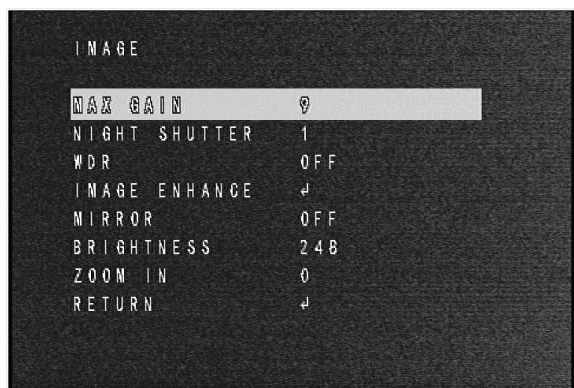 IMAGE
MAX GAIN 9
NIGHT SHUTTER 1
WDR OFF
IMAGE ENHANCE ↲
MIRROR OFF
BRIGHTNESS 248
ZOOM IN 0
RETURN ↲